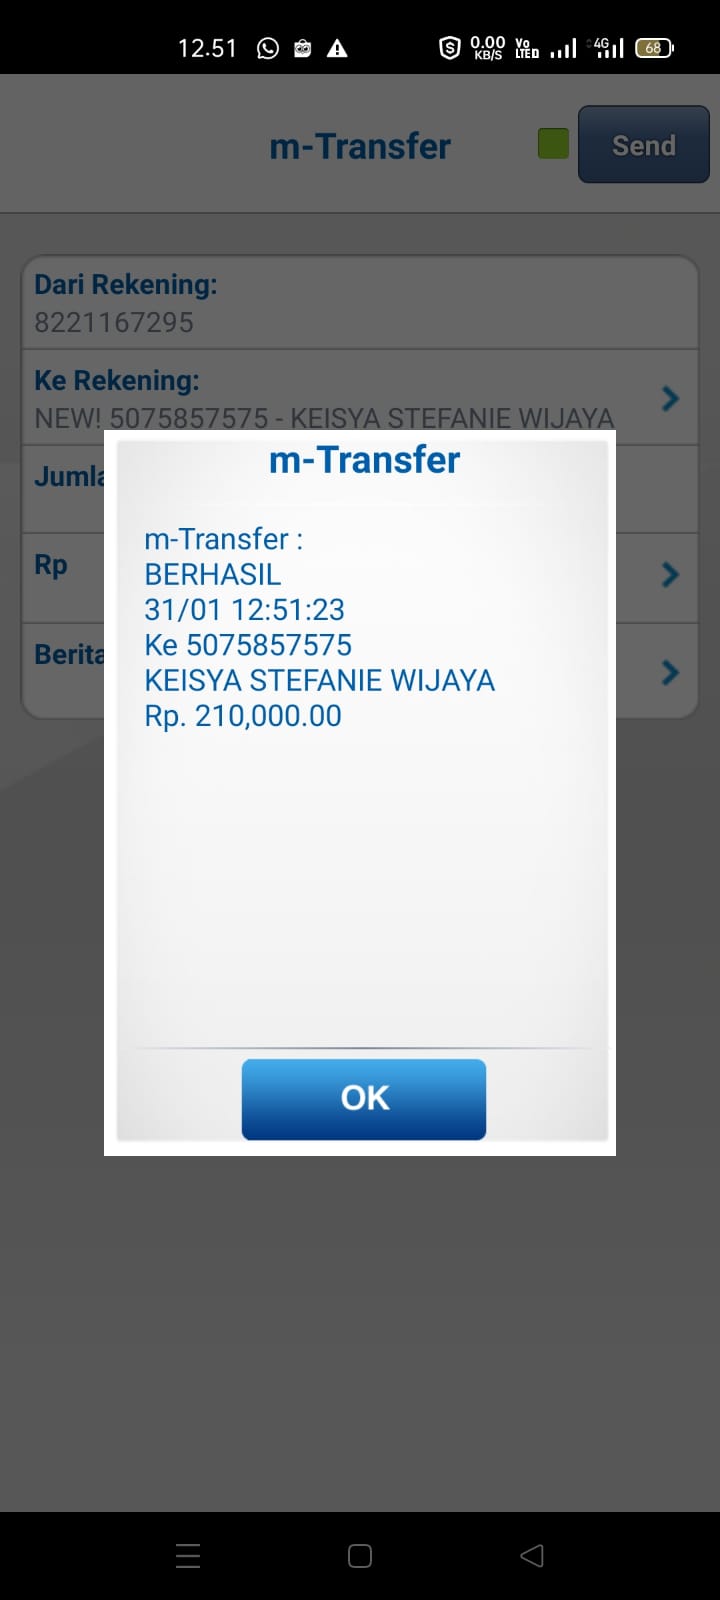 12.51
0.00
KB/S
Vo
LTED
4G
68
m-Transfer
Send
Dari Rekening:
8221167295
Ke Rekening:
NEW! 5075857575 - KEISYA STEFANIE WIJAYA
Jumla
Rp
Berita
m-Transfer
m-Transfer :
BERHASIL
31/01 12:51:23
Ke 5075857575
KEISYA STEFANIE WIJAYA
Rp. 210,000.00
OK